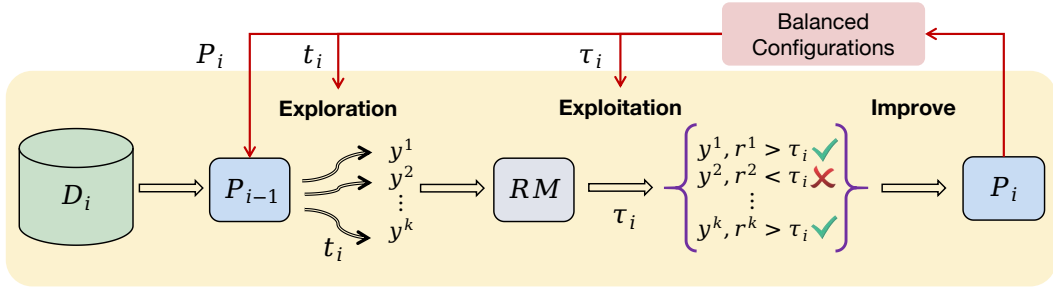 Balanced
Configurations
P_i
t_i
τ_i
Exploration
Exploitation
Improve
D_i
P_{i−1}
y^1
y^2
⋮
y^k
t_i
RM
τ_i
y^1, r^1 > τ_i ✓
y^2, r^2 < τ_i ✗
⋮
y^k, r^k > τ_i ✓
P_i